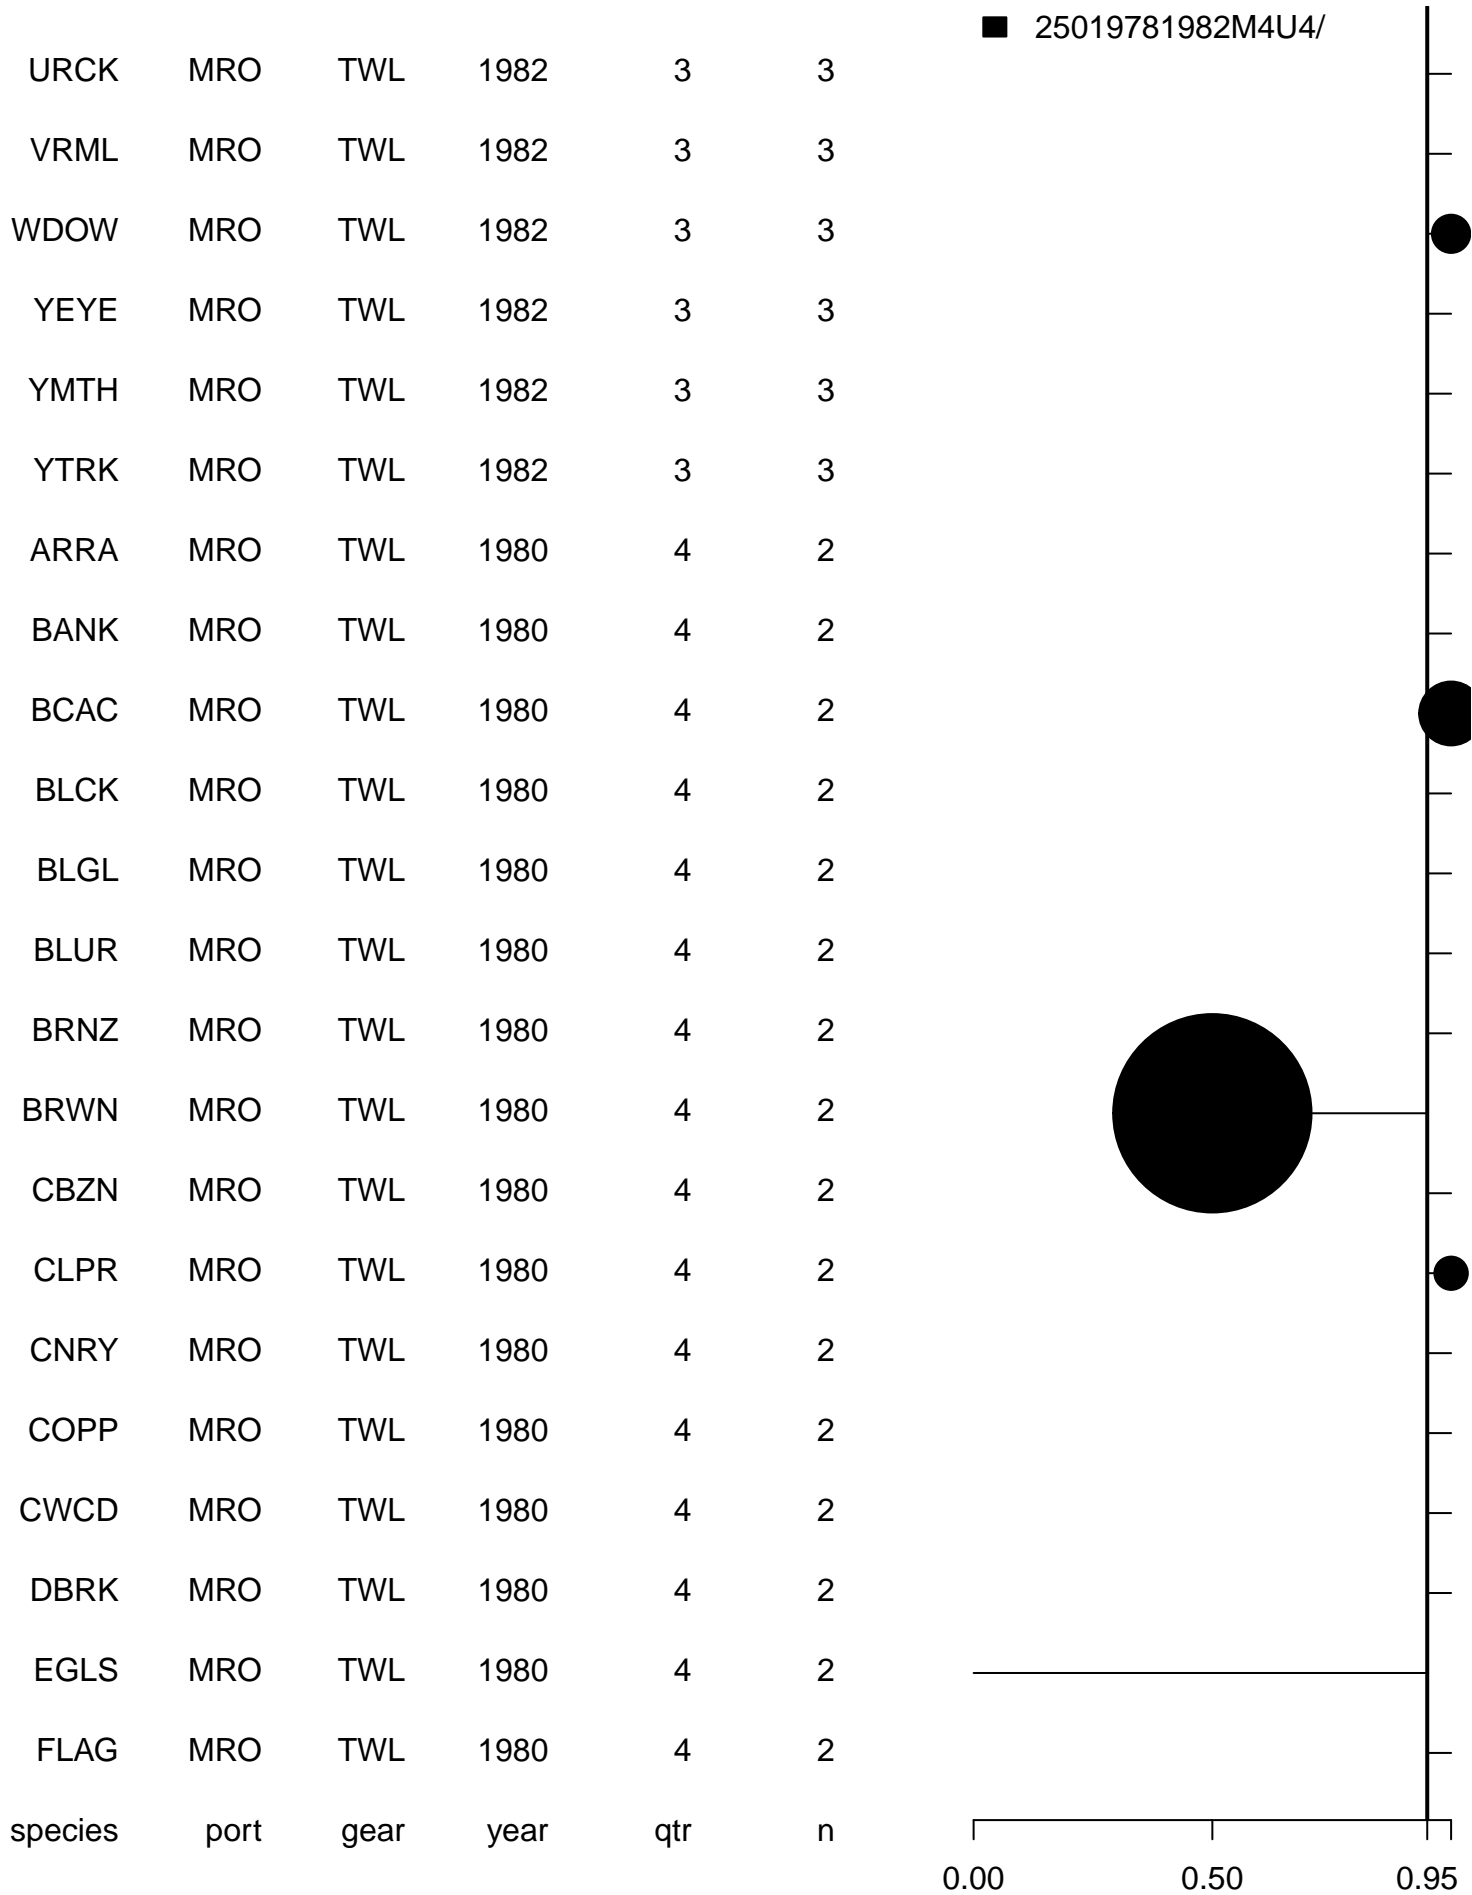 25019781982M4U4/
URCK MRO TWL 1982 3 3
VRML MRO TWL 1982 3 3
WDOW MRO TWL 1982 3 3
YEYE MRO TWL 1982 3 3
YMTH MRO TWL 1982 3 3
YTRK MRO TWL 1982 3 3
ARRA MRO TWL 1980 4 2
BANK MRO TWL 1980 4 2
BCAC MRO TWL 1980 4 2
BLCK MRO TWL 1980 4 2
BLGL MRO TWL 1980 4 2
BLUR MRO TWL 1980 4 2
BRNZ MRO TWL 1980 4 2
BRWN MRO TWL 1980 4 2
CBZN MRO TWL 1980 4 2
CLPR MRO TWL 1980 4 2
CNRY MRO TWL 1980 4 2
COPP MRO TWL 1980 4 2
CWCD MRO TWL 1980 4 2
DBRK MRO TWL 1980 4 2
EGLS MRO TWL 1980 4 2
FLAG MRO TWL 1980 4 2
species port gear year qtr n
0.00 0.50 0.95